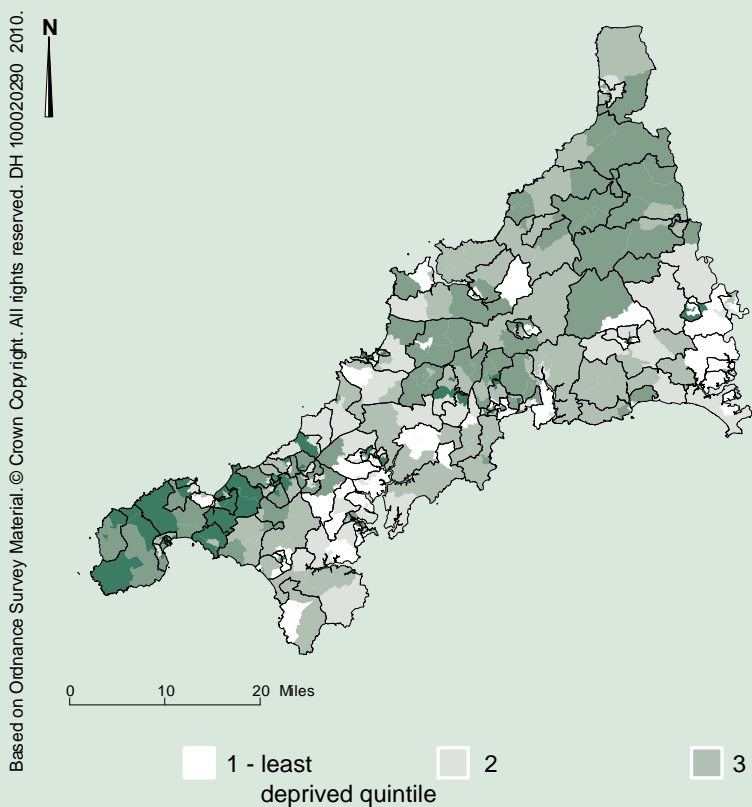 Based on Ordnance Survey Material. © Crown Copyright. All rights reserved. DH 100020290 2010.
N
0 10 20 Miles
1 - least
deprived quintile
2
3